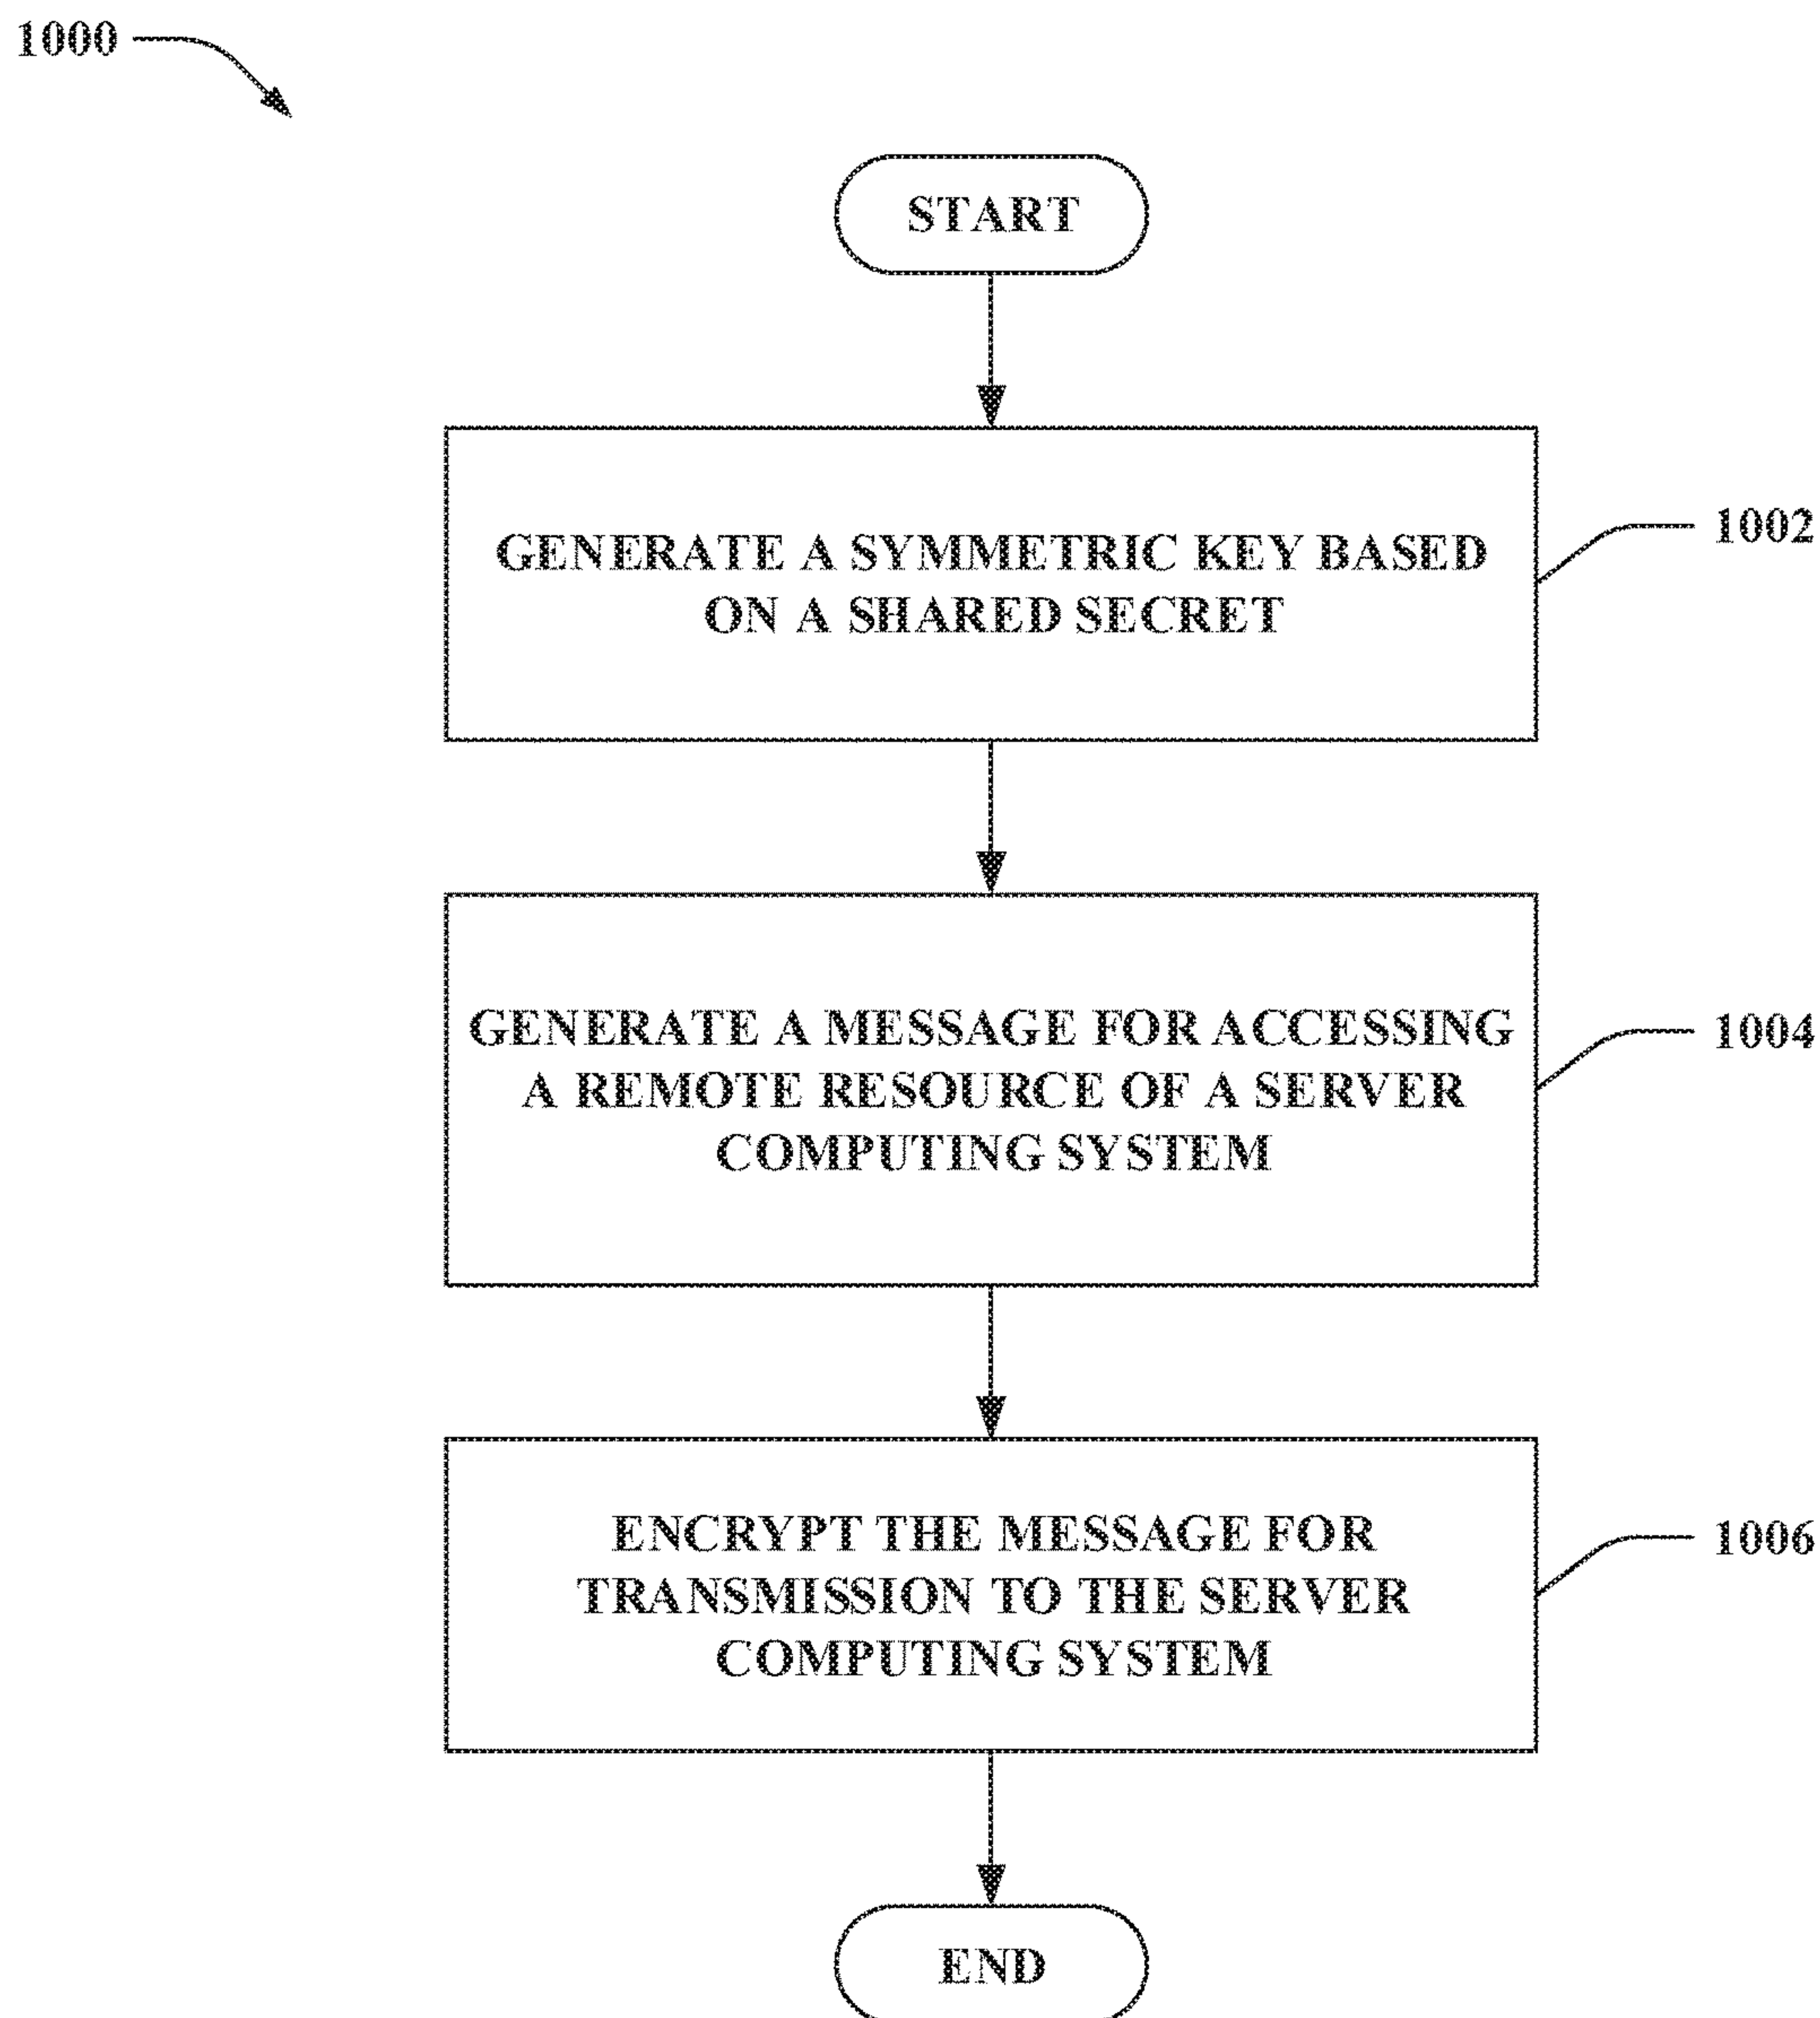 1000
START
GENERATE A SYMMETRIC KEY BASED
ON A SHARED SECRET
1002
GENERATE A MESSAGE FOR ACCESSING
A REMOTE RESOURCE OF A SERVER
COMPUTING SYSTEM
1004
ENCRYPT THE MESSAGE FOR
TRANSMISSION TO THE SERVER
COMPUTING SYSTEM
1006
END